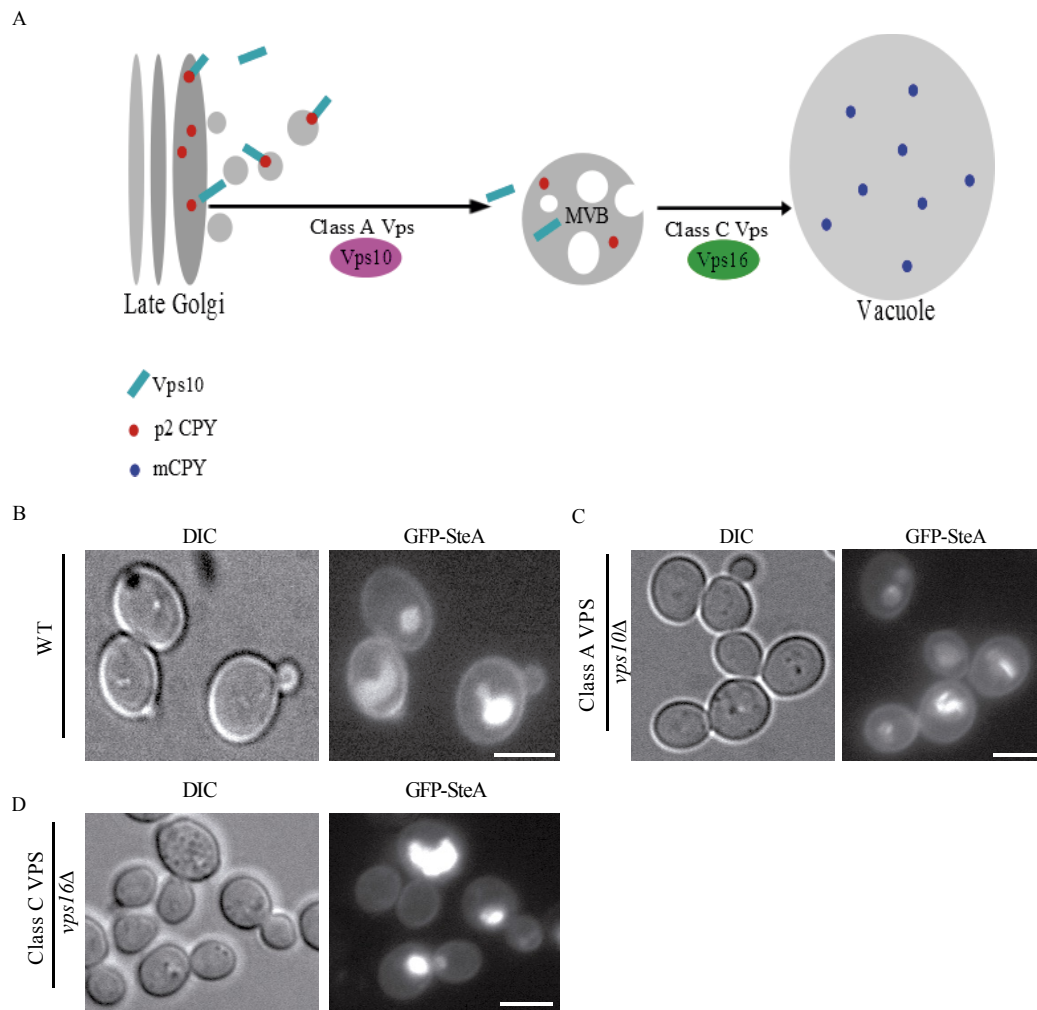 A
MVB
Class A Vps
Vps10
Class C Vps
Vps16
Late Golgi
Vacuole
Vps10
p2 CPY
mCPY
B
DIC
GFP-SteA
WT
C
DIC
GFP-SteA
Class A VPS
vps10Δ
D
DIC
GFP-SteA
Class C VPS
vps16Δ